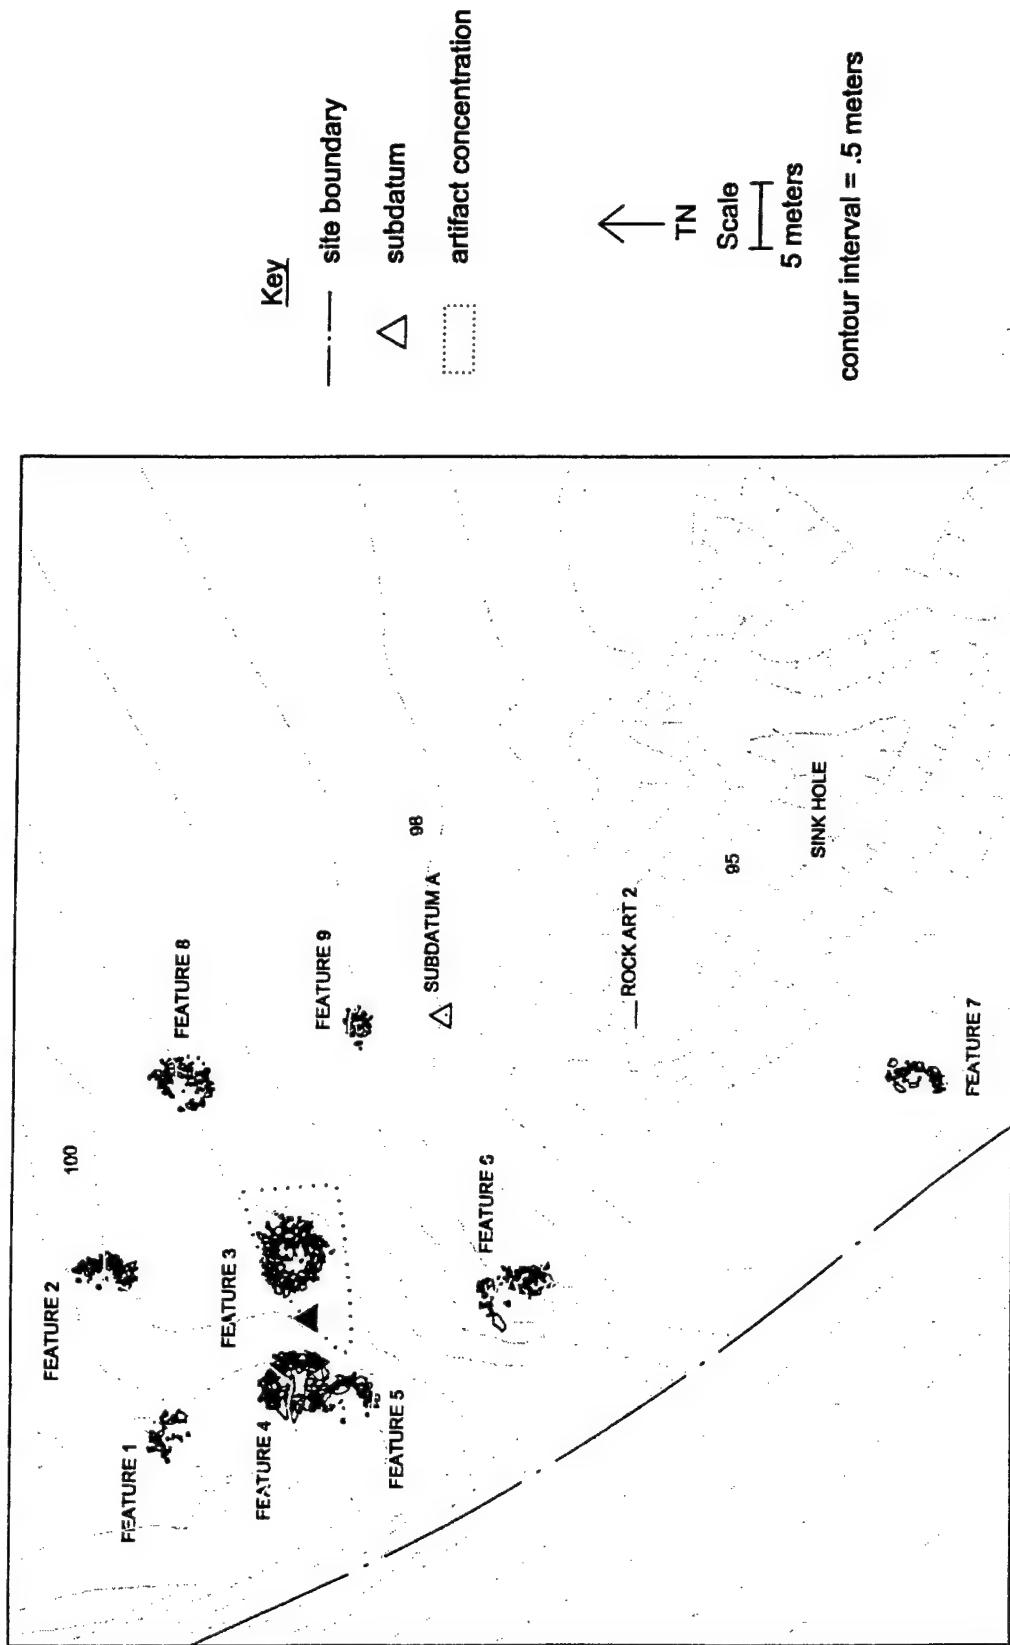 FEATURE 1
FEATURE 2
FEATURE 3
FEATURE 4
FEATURE 5
FEATURE 6
FEATURE 7
FEATURE 8
FEATURE 9
100
98
SUBDATUM A
ROCK ART 2
95
SINK HOLE
Key
site boundary
subdatum
artifact concentration
TN
Scale
5 meters
contour interval = .5 meters